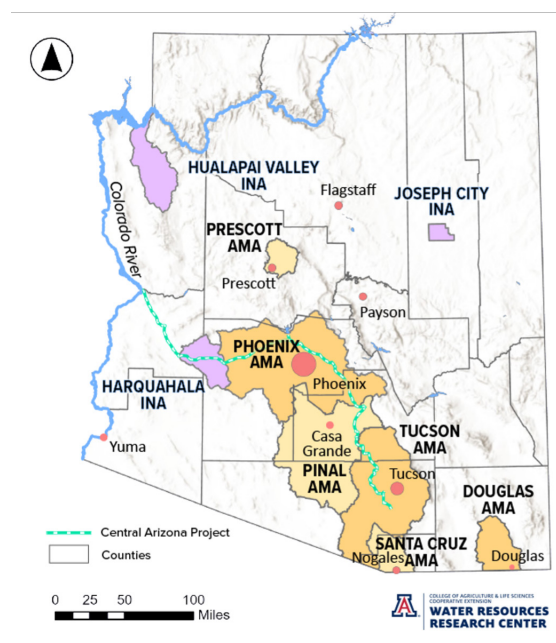 HUALAPAI VALLEY
INA
Flagstaff
JOSEPH CITY
INA
Colorado River
PRESCOTT
AMA
Prescott
Payson
PHOENIX
AMA
Phoenix
HARQUAHALA
INA
Casa
Grande
TUCSON
AMA
Yuma
PINAL
AMA
Tucson
DOUGLAS
AMA
SANTA CRUZ
AMA
Nogales
Douglas
Central Arizona Project
Counties
0 25 50 100
Miles
A
COLLEGE OF AGRICULTURE & LIFE SCIENCES
COOPERATIVE EXTENSION
WATER RESOURCES
RESEARCH CENTER